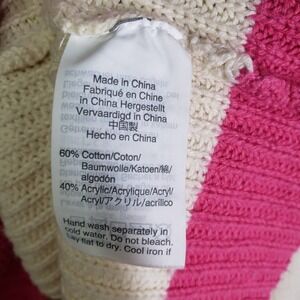 Made in China
Fabriqué en Chine
in China Hergestellt
Vervaardigd in China
中国製
Hecho en China
60% Cotton/Coton/
Baumwolle/Katoen/綿/
algodón
40% Acrylic/Acrylique/Acryl/
Acryl/アクリル/acrílico
Hand wash separately in
cold water. Do not bleach.
Lay flat to dry. Cool iron if